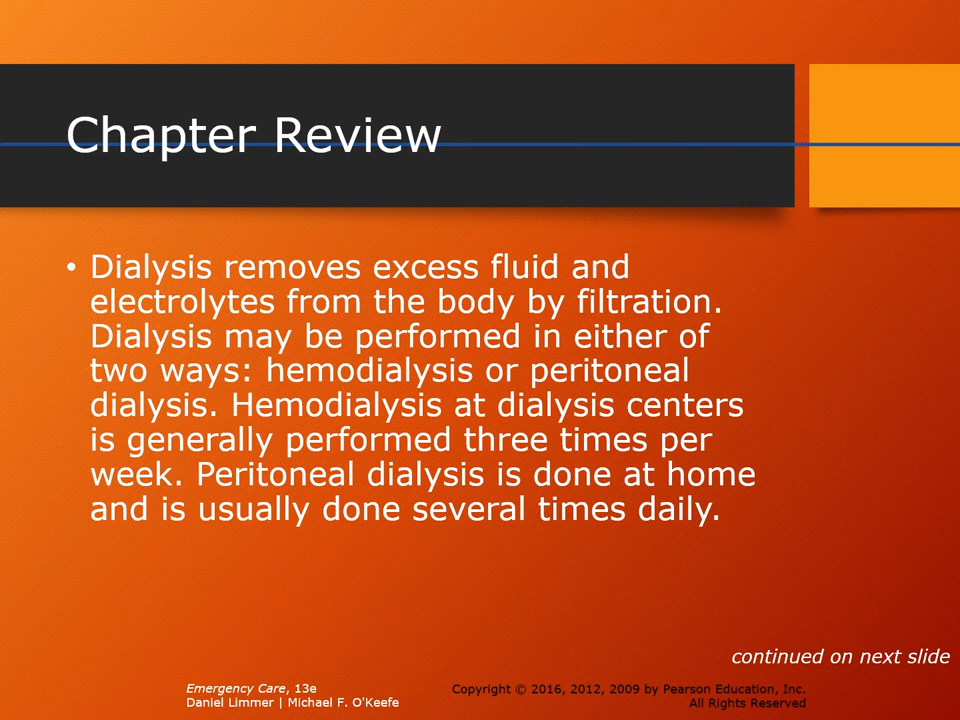 Chapter Review
• Dialysis removes excess fluid and
electrolytes from the body by filtration.
Dialysis may be performed in either of
two ways: hemodialysis or peritoneal
dialysis. Hemodialysis at dialysis centers
is generally performed three times per
week. Peritoneal dialysis is done at home
and is usually done several times daily.
continued on next slide
Emergency Care, 13e
Daniel Limmer | Michael F. O'Keefe
Copyright © 2016, 2012, 2009 by Pearson Education, Inc.
All Rights Reserved